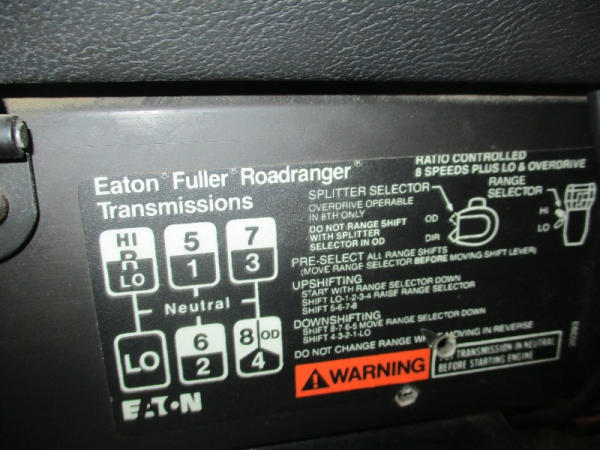 Eaton® Fuller® Roadranger®
Transmissions
HI
R
LO
5
1
7
3
Neutral
LO
6
2
8 OD
4
EATON
RATIO CONTROLLED
8 SPEEDS PLUS LO & OVERDRIVE
SPLITTER SELECTOR
OVERDRIVE OPERABLE
IN 8TH ONLY
DO NOT RANGE SHIFT
WITH SPLITTER
SELECTOR IN OD
OD
DIR
RANGE
SELECTOR
HI
LO
PRE-SELECT ALL RANGE SHIFTS
(MOVE RANGE SELECTOR BEFORE MOVING SHIFT LEVER)
UPSHIFTING
START WITH RANGE SELECTOR DOWN
SHIFT LO-1-2-3-4 RAISE RANGE SELECTOR
SHIFT 5-6-7-8
DOWNSHIFTING
SHIFT 8-7 6-5 MOVE RANGE SELECTOR DOWN
SHIFT 4-3-2-1-LO
DO NOT CHANGE RANGE MOVING IN REVERSE
WARNING
TRANSMISSION IN NEUTRAL
BEFORE STARTING ENGINE